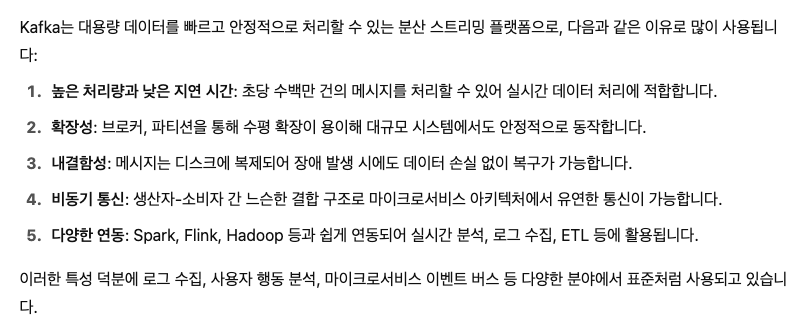 Kafka는 대용량 데이터를 빠르고 안정적으로 처리할 수 있는 분산 스트리밍 플랫폼으로, 다음과 같은 이유로 많이 사용됩니
다:
1. 높은 처리량과 낮은 지연 시간: 초당 수백만 건의 메시지를 처리할 수 있어 실시간 데이터 처리에 적합합니다.
2. 확장성: 브로커, 파티션을 통해 수평 확장이 용이해 대규모 시스템에서도 안정적으로 동작합니다.
3. 내결함성: 메시지는 디스크에 복제되어 장애 발생 시에도 데이터 손실 없이 복구가 가능합니다.
4. 비동기 통신: 생산자-소비자 간 느슨한 결합 구조로 마이크로서비스 아키텍처에서 유연한 통신이 가능합니다.
5. 다양한 연동: Spark, Flink, Hadoop 등과 쉽게 연동되어 실시간 분석, 로그 수집, ETL 등에 활용됩니다.
이러한 특성 덕분에 로그 수집, 사용자 행동 분석, 마이크로서비스 이벤트 버스 등 다양한 분야에서 표준처럼 사용되고 있습니
다.